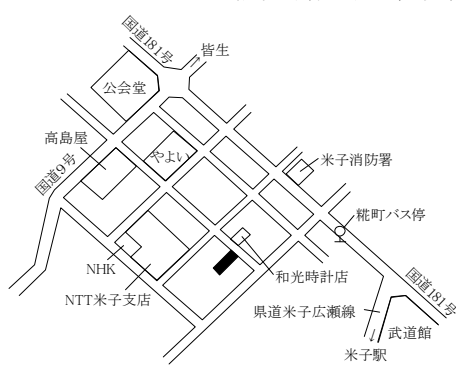 国道181号
皆生
公会堂
高島屋
やよい
国道9号
米子消防署
糀町バス停
NHK
和光時計店
国道181号
NTT米子支店
県道米子広瀬線
武道館
米子駅